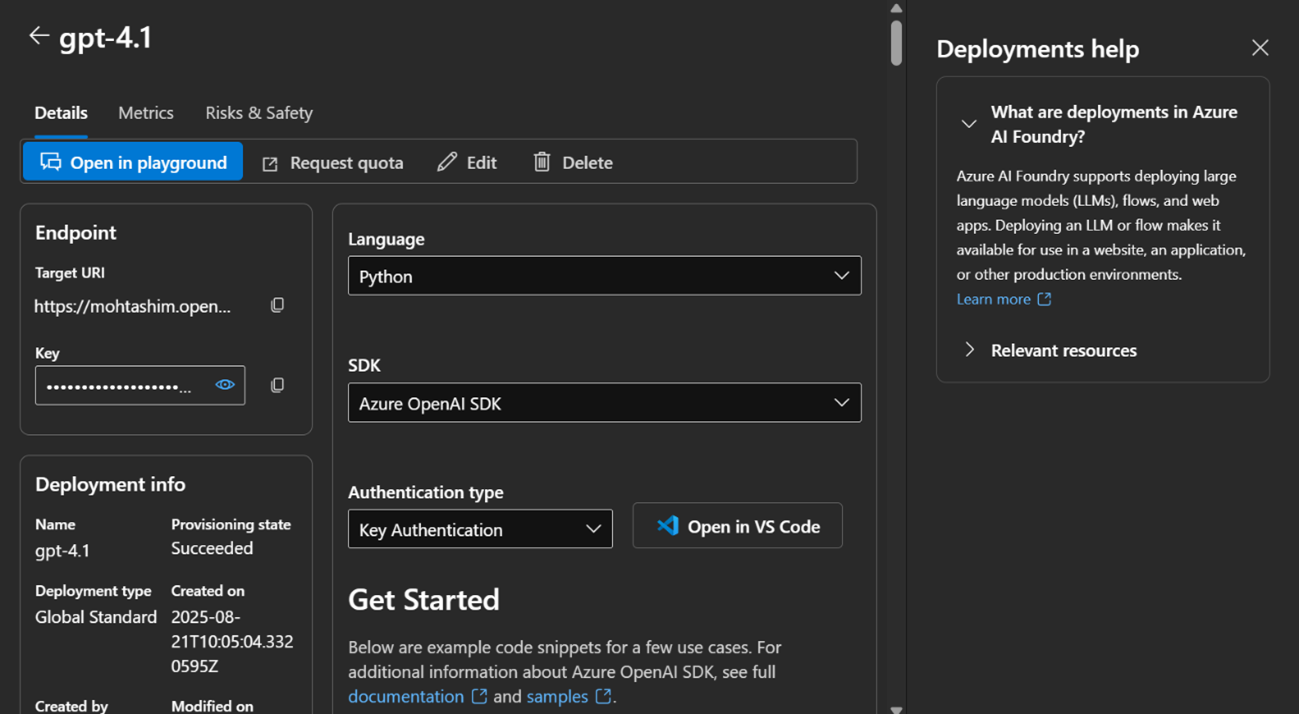 gpt-4.1
Details Metrics Risks & Safety
Open in playground Request quota Edit Delete
Endpoint
Target URI
https://mohtashim.open...
Key
••••••••••••••••••••...
Deployment info
Name Provisioning state
gpt-4.1 Succeeded
Deployment type Created on
Global Standard 2025-08-
21T10:05:04.332
0595Z
Created by Modified on
Language
Python
SDK
Azure OpenAI SDK
Authentication type
Key Authentication Open in VS Code
Get Started
Below are example code snippets for a few use cases. For
additional information about Azure OpenAI SDK, see full
documentation and samples .
Deployments help
What are deployments in Azure
AI Foundry?
Azure AI Foundry supports deploying large
language models (LLMs), flows, and web
apps. Deploying an LLM or flow makes it
available for use in a website, an application,
or other production environments.
Learn more
Relevant resources